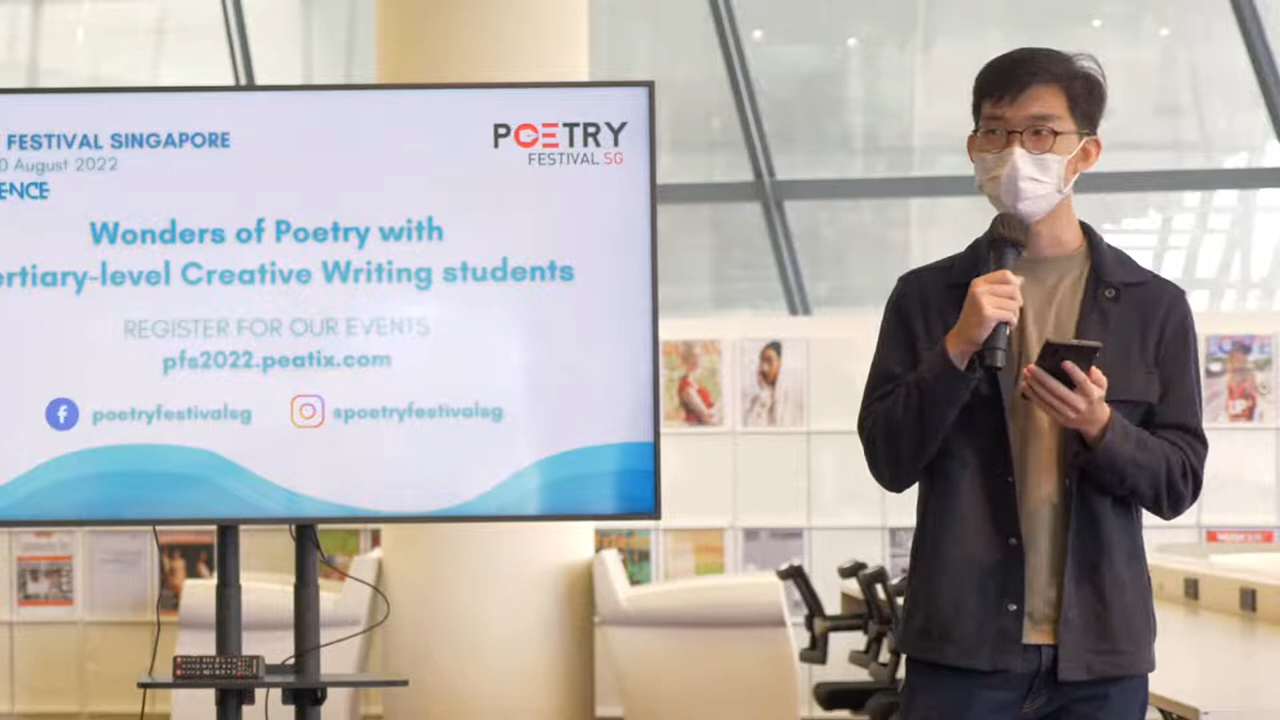 FESTIVAL SINGAPORE
0 August 2022
ENCE
POETRY
FESTIVAL SG
Wonders of Poetry with
ertiary-level Creative Writing students
REGISTER FOR OUR EVENTS
pfs2022.peatix.com
poetryfestivalsg
spoetryfestivalsg